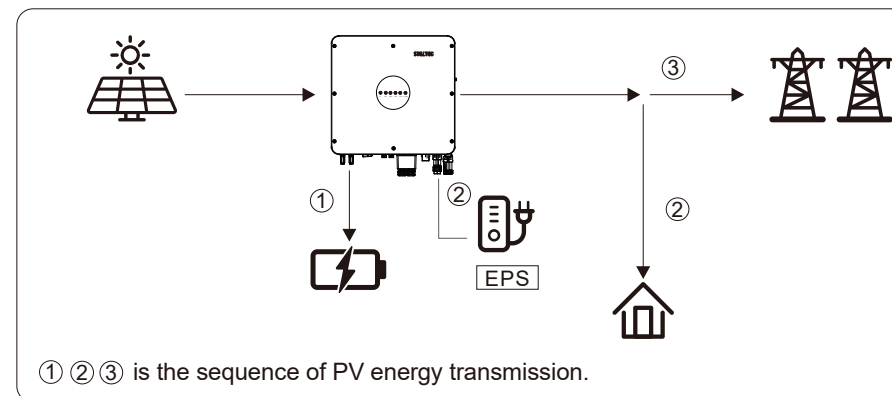 ③
① ②
②
EPS
① ② ③ is the sequence of PV energy transmission.